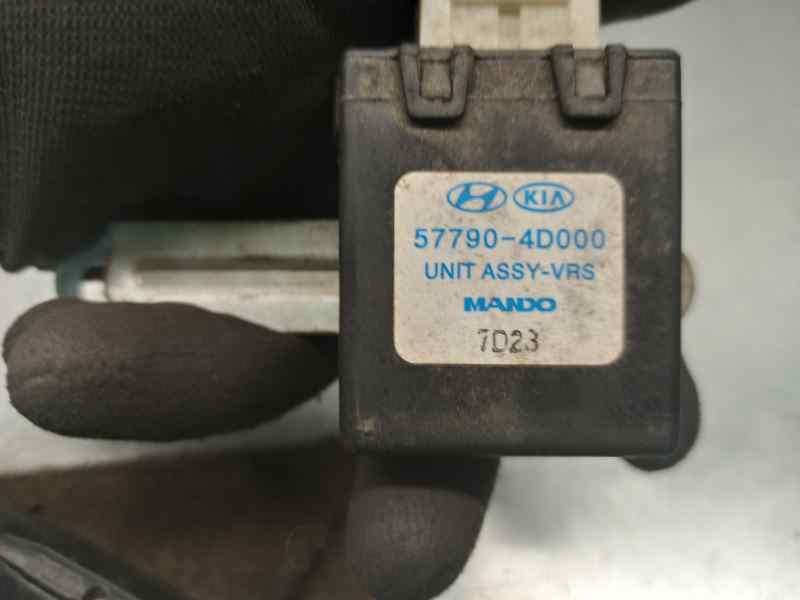 KIA
57790-4D000
UNIT ASSY-VRS
MANDO
7D23